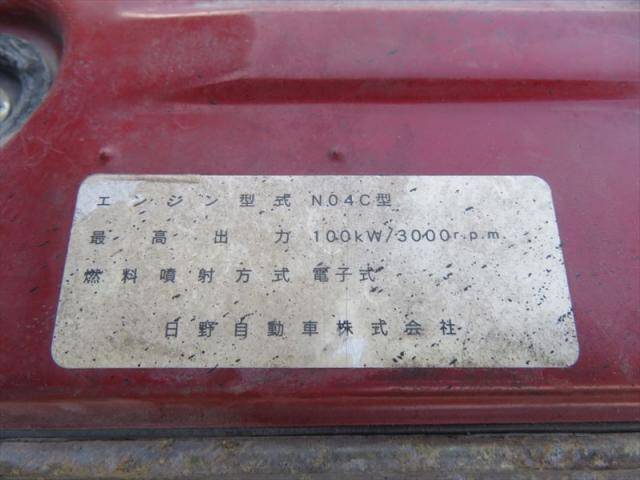 エンジン型式 N04C型
最高出力 100kW/3000r.p.m.
燃料噴射方式 電子式
日野自動車株式会社